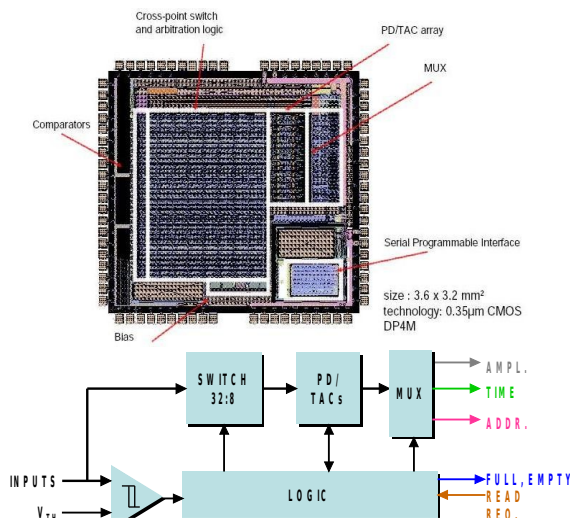 Cross-point switch
and arbitration logic
PD/TAC array
MUX
Comparators
Serial Programmable Interface
size : 3.6 x 3.2 mm²
technology: 0.35µm CMOS
DP4M
Bias
SWITCH
32:8
PD/
TACs
MUX
AMPL.
TIME
ADDR.
INPUTS
LOGIC
FULL, EMPTY
READ
REQ.
VTH